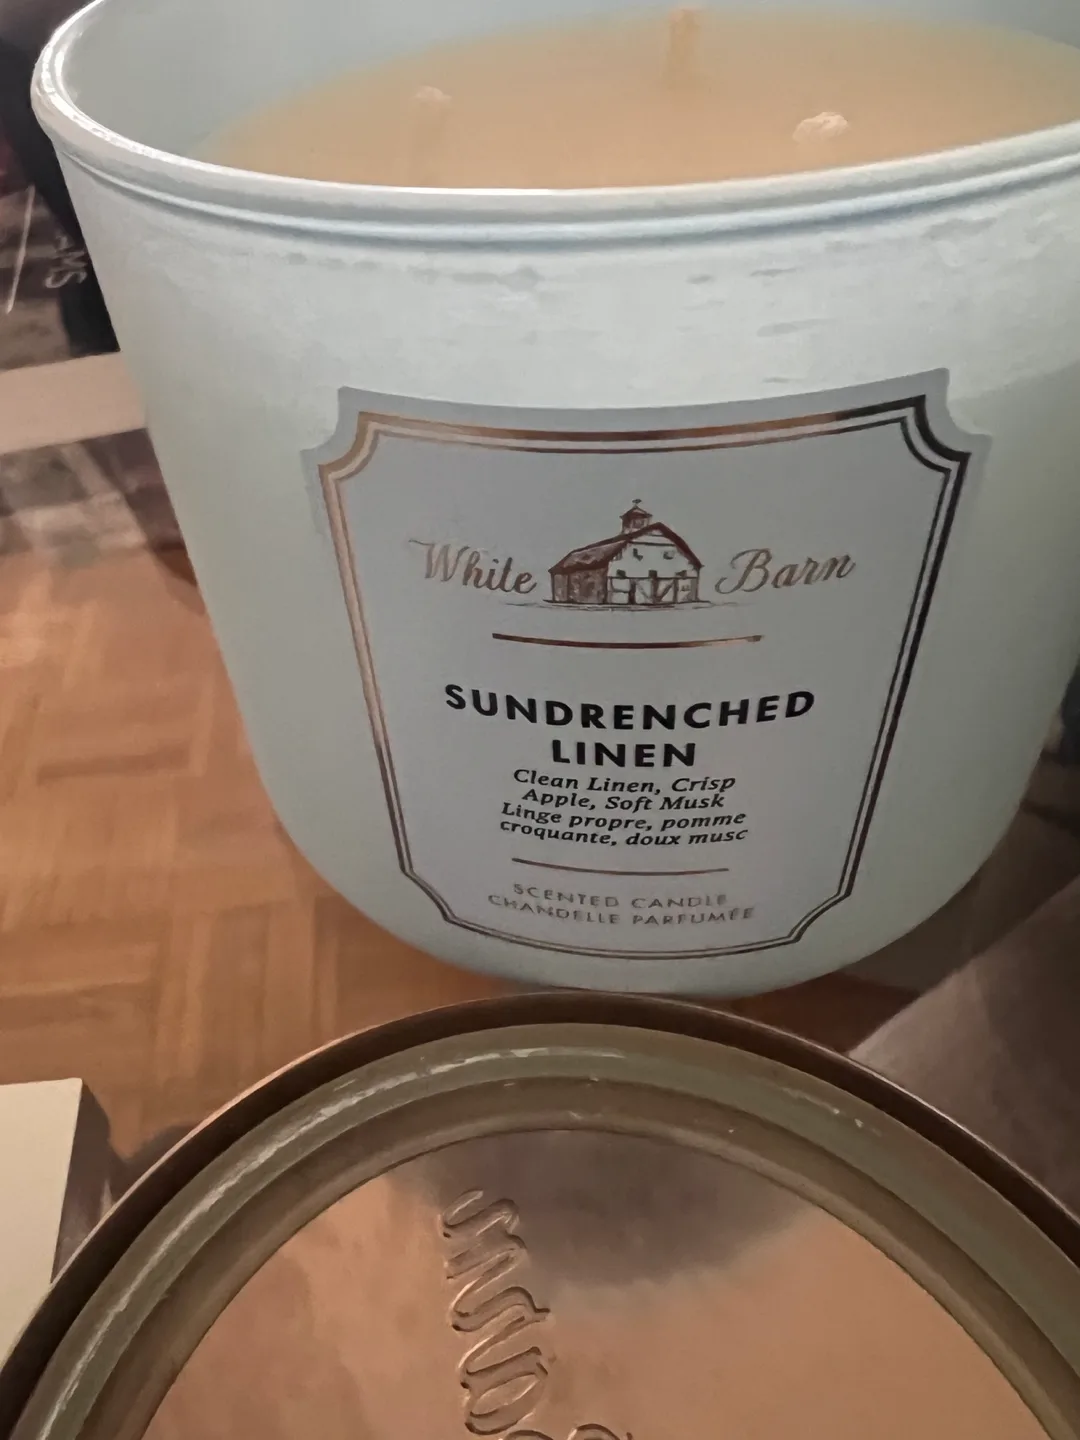 White Barn
SUNDRENCHED
LINEN
Clean Linen, Crisp
Apple, Soft Musk
Linge propre, pomme
croquante, doux musc
SCENTED CANDLE
CHANDELLE PARFUMÉE